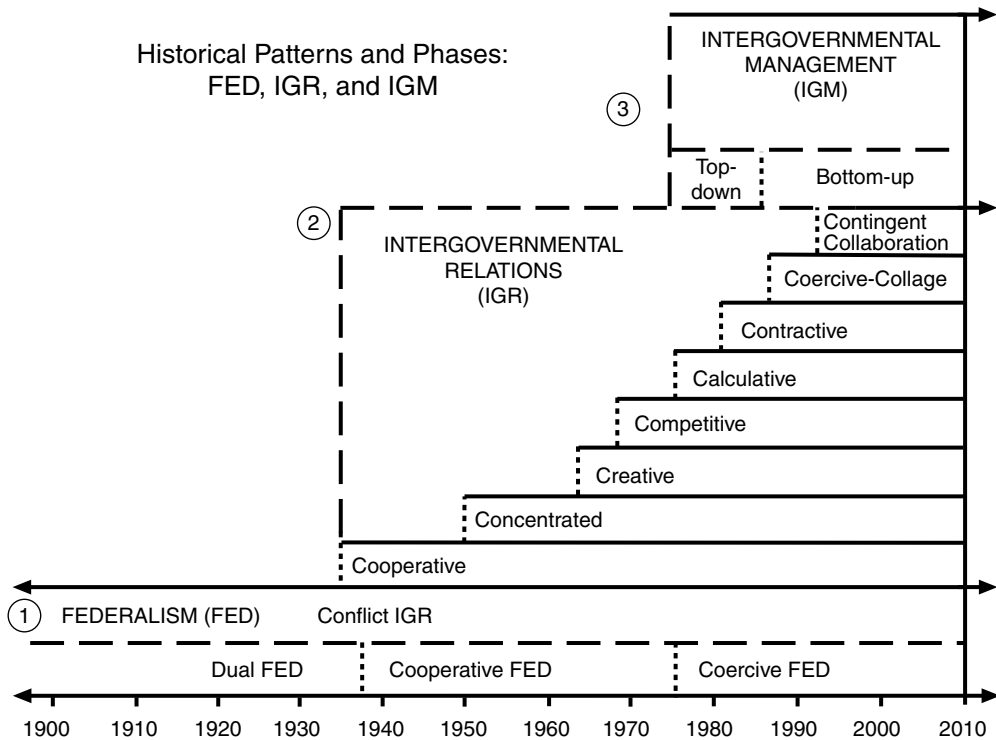 Historical Patterns and Phases:
FED, IGR, and IGM
INTERGOVERNMENTAL
MANAGEMENT
(IGM)
3
Top-
down
Bottom-up
2
INTERGOVERNMENTAL
RELATIONS
(IGR)
Contingent
Collaboration
Coercive-Collage
Contractive
Calculative
Competitive
Creative
Concentrated
Cooperative
1 FEDERALISM (FED) Conflict IGR
Dual FED Cooperative FED Coercive FED
1900 1910 1920 1930 1940 1950 1960 1970 1980 1990 2000 2010